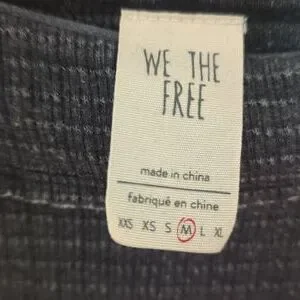 WE THE
FREE
made in china
fabriqué en chine
XXS XS S M L XL